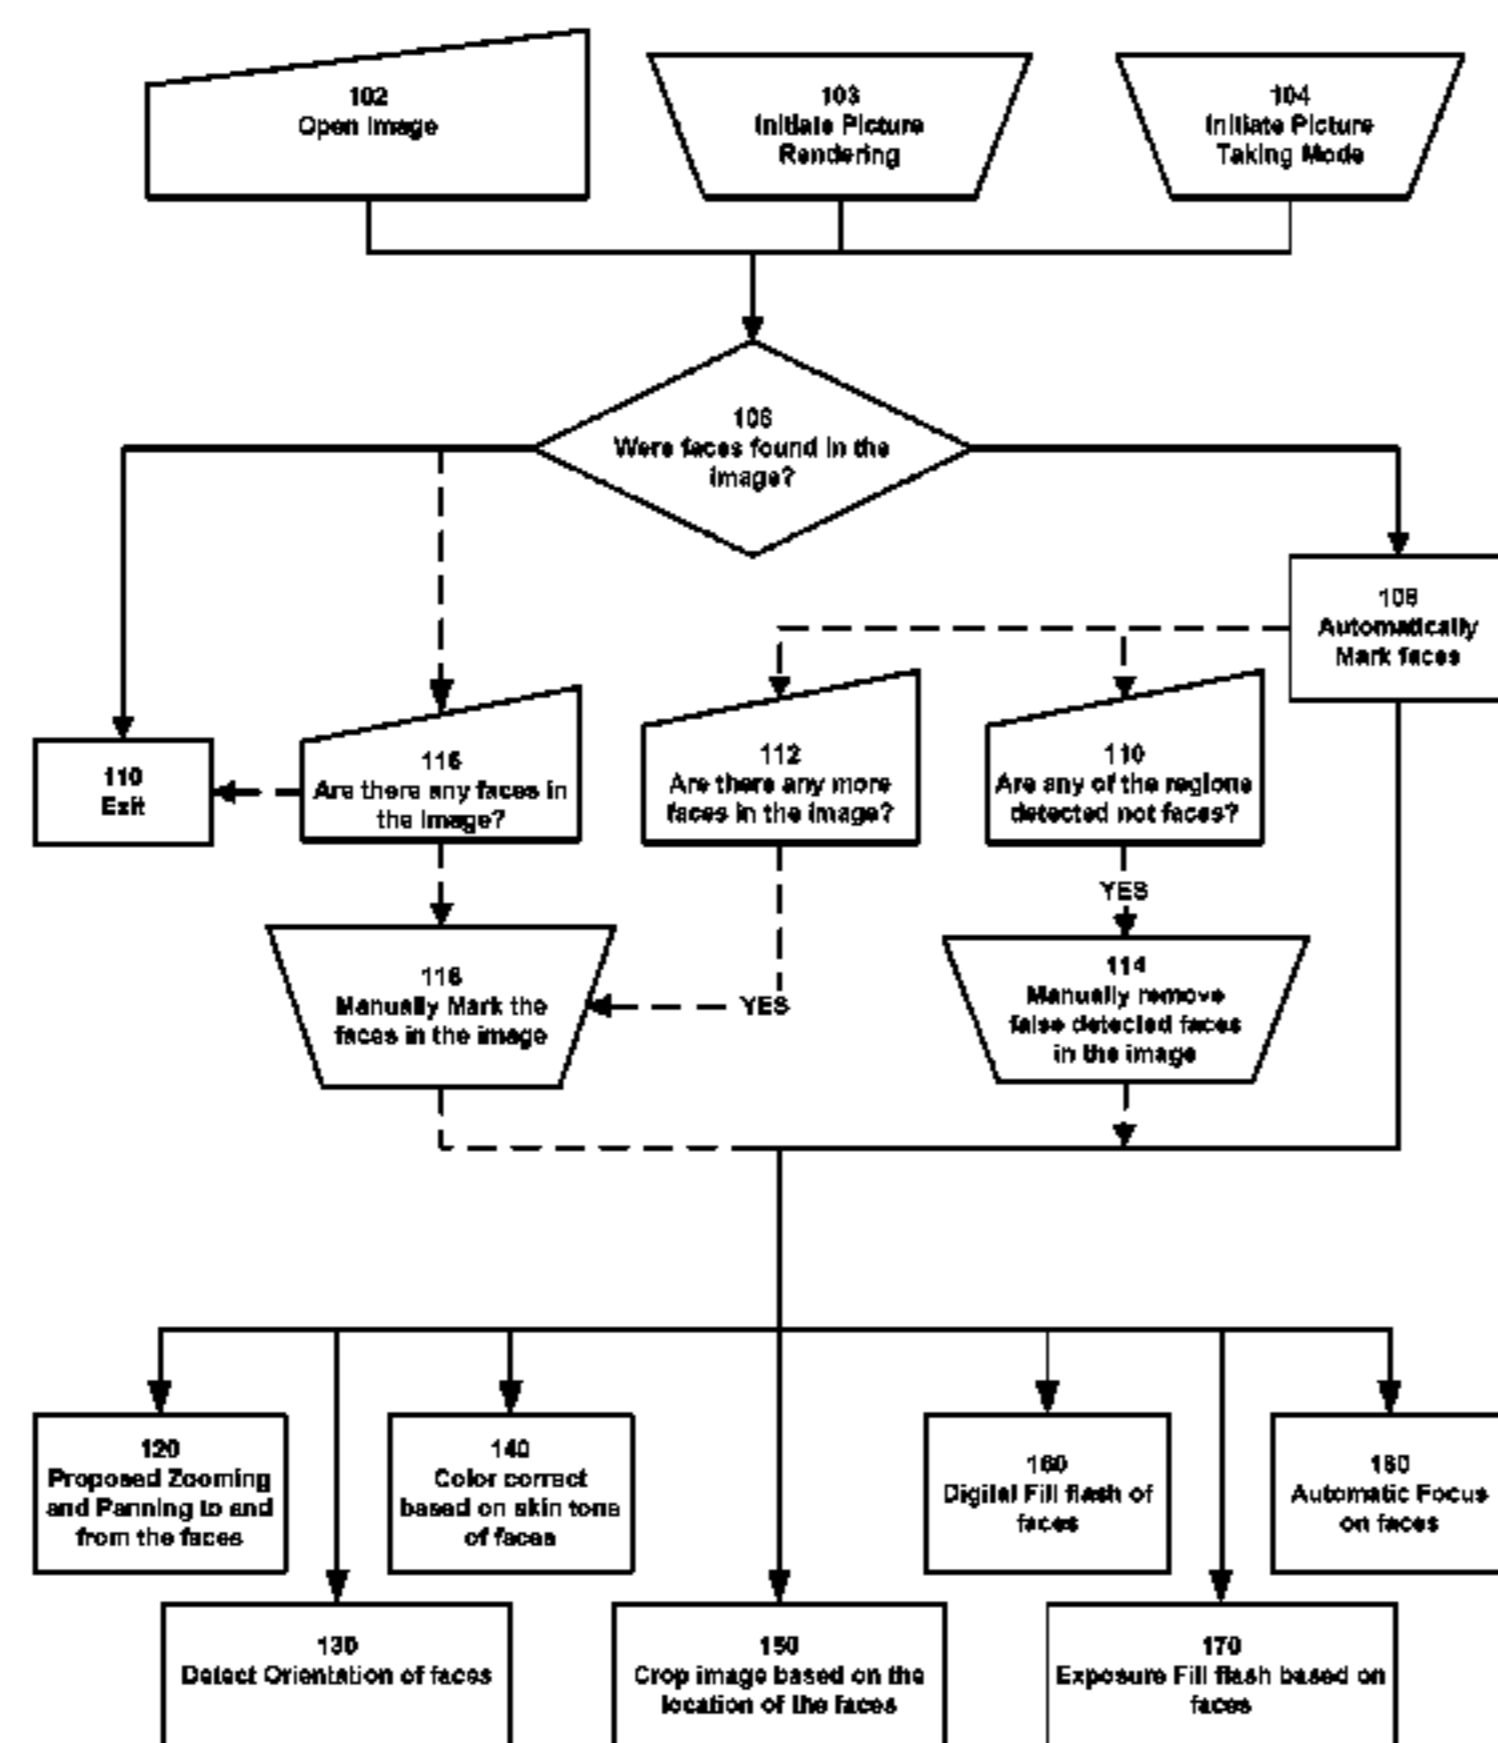 102
Open Image
103
Initiate Picture
Rendering
104
Initiate Picture
Taking Mode
106
Were faces found in the
image?
108
Automatically
Mark faces
110
Exit
116
Are there any faces in
the image?
112
Are there any more
faces in the image?
110
Are any of the regions
detected not faces?
YES
118
Manually Mark the
faces in the image
YES
114
Manually remove
false detected faces
in the image
120
Proposed Zooming
and Panning to and
from the faces
140
Color correct
based on skin tone
of faces
160
Digital Fill flash of
faces
180
Automatic Focus
on faces
130
Detect Orientation of faces
150
Crop image based on the
location of the faces
170
Exposure Fill flash based on
faces